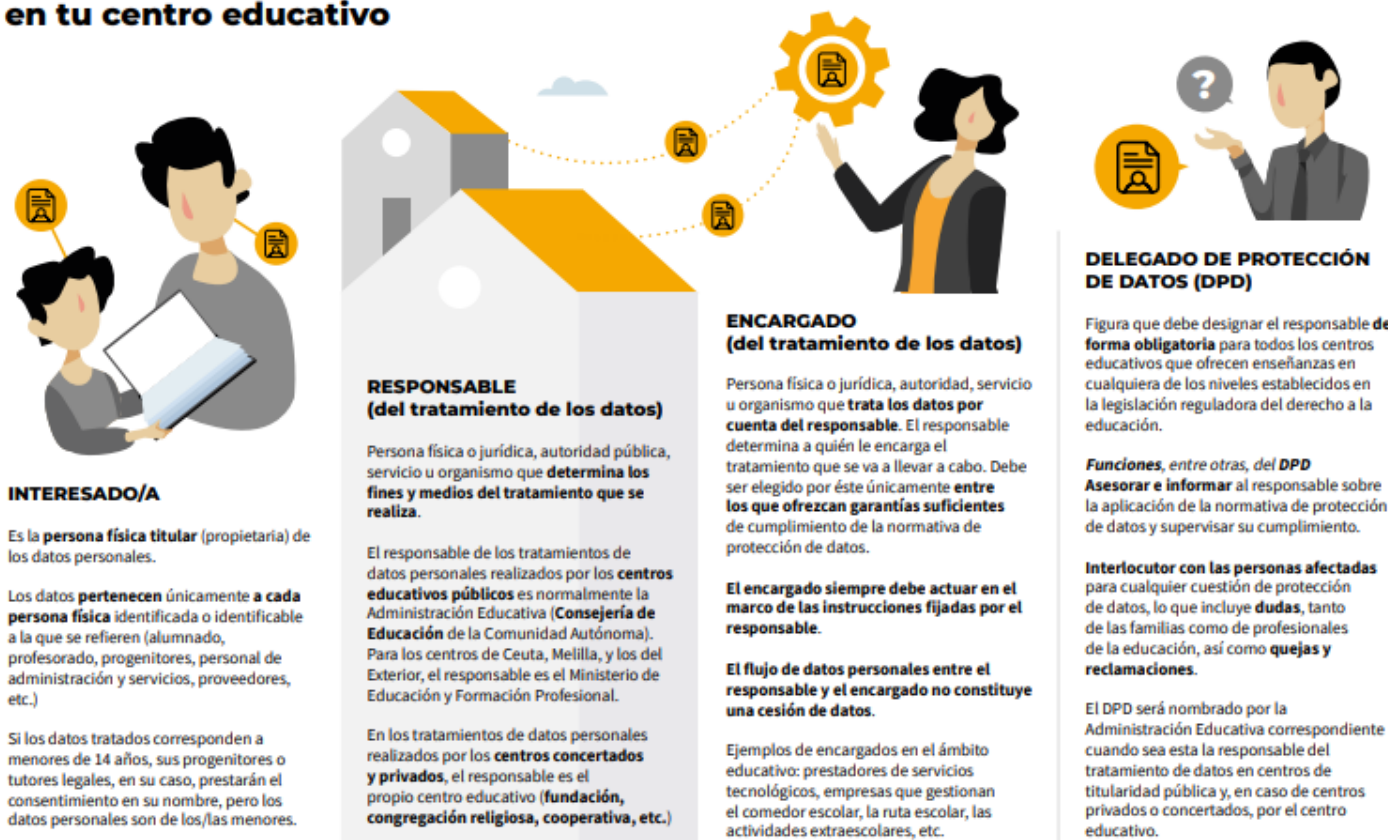 en tu centro educativo
?
INTERESADO/A
Es la persona física titular (propietaria) de
los datos personales.
Los datos pertenecen únicamente a cada
persona física identificada o identificable
a la que se refieren (alumnado,
profesorado, progenitores, personal de
administración y servicios, proveedores,
etc.)
Si los datos tratados corresponden a
menores de 14 años, sus progenitores o
tutores legales, en su caso, prestarán el
consentimiento en su nombre, pero los
datos personales son de los/las menores.
RESPONSABLE
(del tratamiento de los datos)
Persona física o jurídica, autoridad pública,
servicio u organismo que determina los
fines y medios del tratamiento que se
realiza.
El responsable de los tratamientos de
datos personales realizados por los centros
educativos públicos es normalmente la
Administración Educativa (Consejería de
Educación de la Comunidad Autónoma).
Para los centros de Ceuta, Melilla, y los del
Exterior, el responsable es el Ministerio de
Educación y Formación Profesional.
En los tratamientos de datos personales
realizados por los centros concertados
y privados, el responsable es el
propio centro educativo (fundación,
congregación religiosa, cooperativa, etc.)
ENCARGADO
(del tratamiento de los datos)
Persona física o jurídica, autoridad, servicio
u organismo que trata los datos por
cuenta del responsable. El responsable
determina a quién le encarga el
tratamiento que se va a llevar a cabo. Debe
ser elegido por éste únicamente entre
los que ofrezcan garantías suficientes
de cumplimiento de la normativa de
protección de datos.
El encargado siempre debe actuar en el
marco de las instrucciones fijadas por el
responsable.
El flujo de datos personales entre el
responsable y el encargado no constituye
una cesión de datos.
Ejemplos de encargados en el ámbito
educativo: prestadores de servicios
tecnológicos, empresas que gestionan
el comedor escolar, la ruta escolar, las
actividades extraescolares, etc.
DELEGADO DE PROTECCIÓN
DE DATOS (DPD)
Figura que debe designar el responsable de
forma obligatoria para todos los centros
educativos que ofrecen enseñanzas en
cualquiera de los niveles establecidos en
la legislación reguladora del derecho a la
educación.
Funciones, entre otras, del DPD
Asesorar e informar al responsable sobre
la aplicación de la normativa de protección
de datos y supervisar su cumplimiento.
Interlocutor con las personas afectadas
para cualquier cuestión de protección
de datos, lo que incluye dudas, tanto
de las familias como de profesionales
de la educación, así como quejas y
reclamaciones.
El DPD será nombrado por la
Administración Educativa correspondiente
cuando sea esta la responsable del
tratamiento de datos en centros de
titularidad pública y, en caso de centros
privados o concertados, por el centro
educativo.